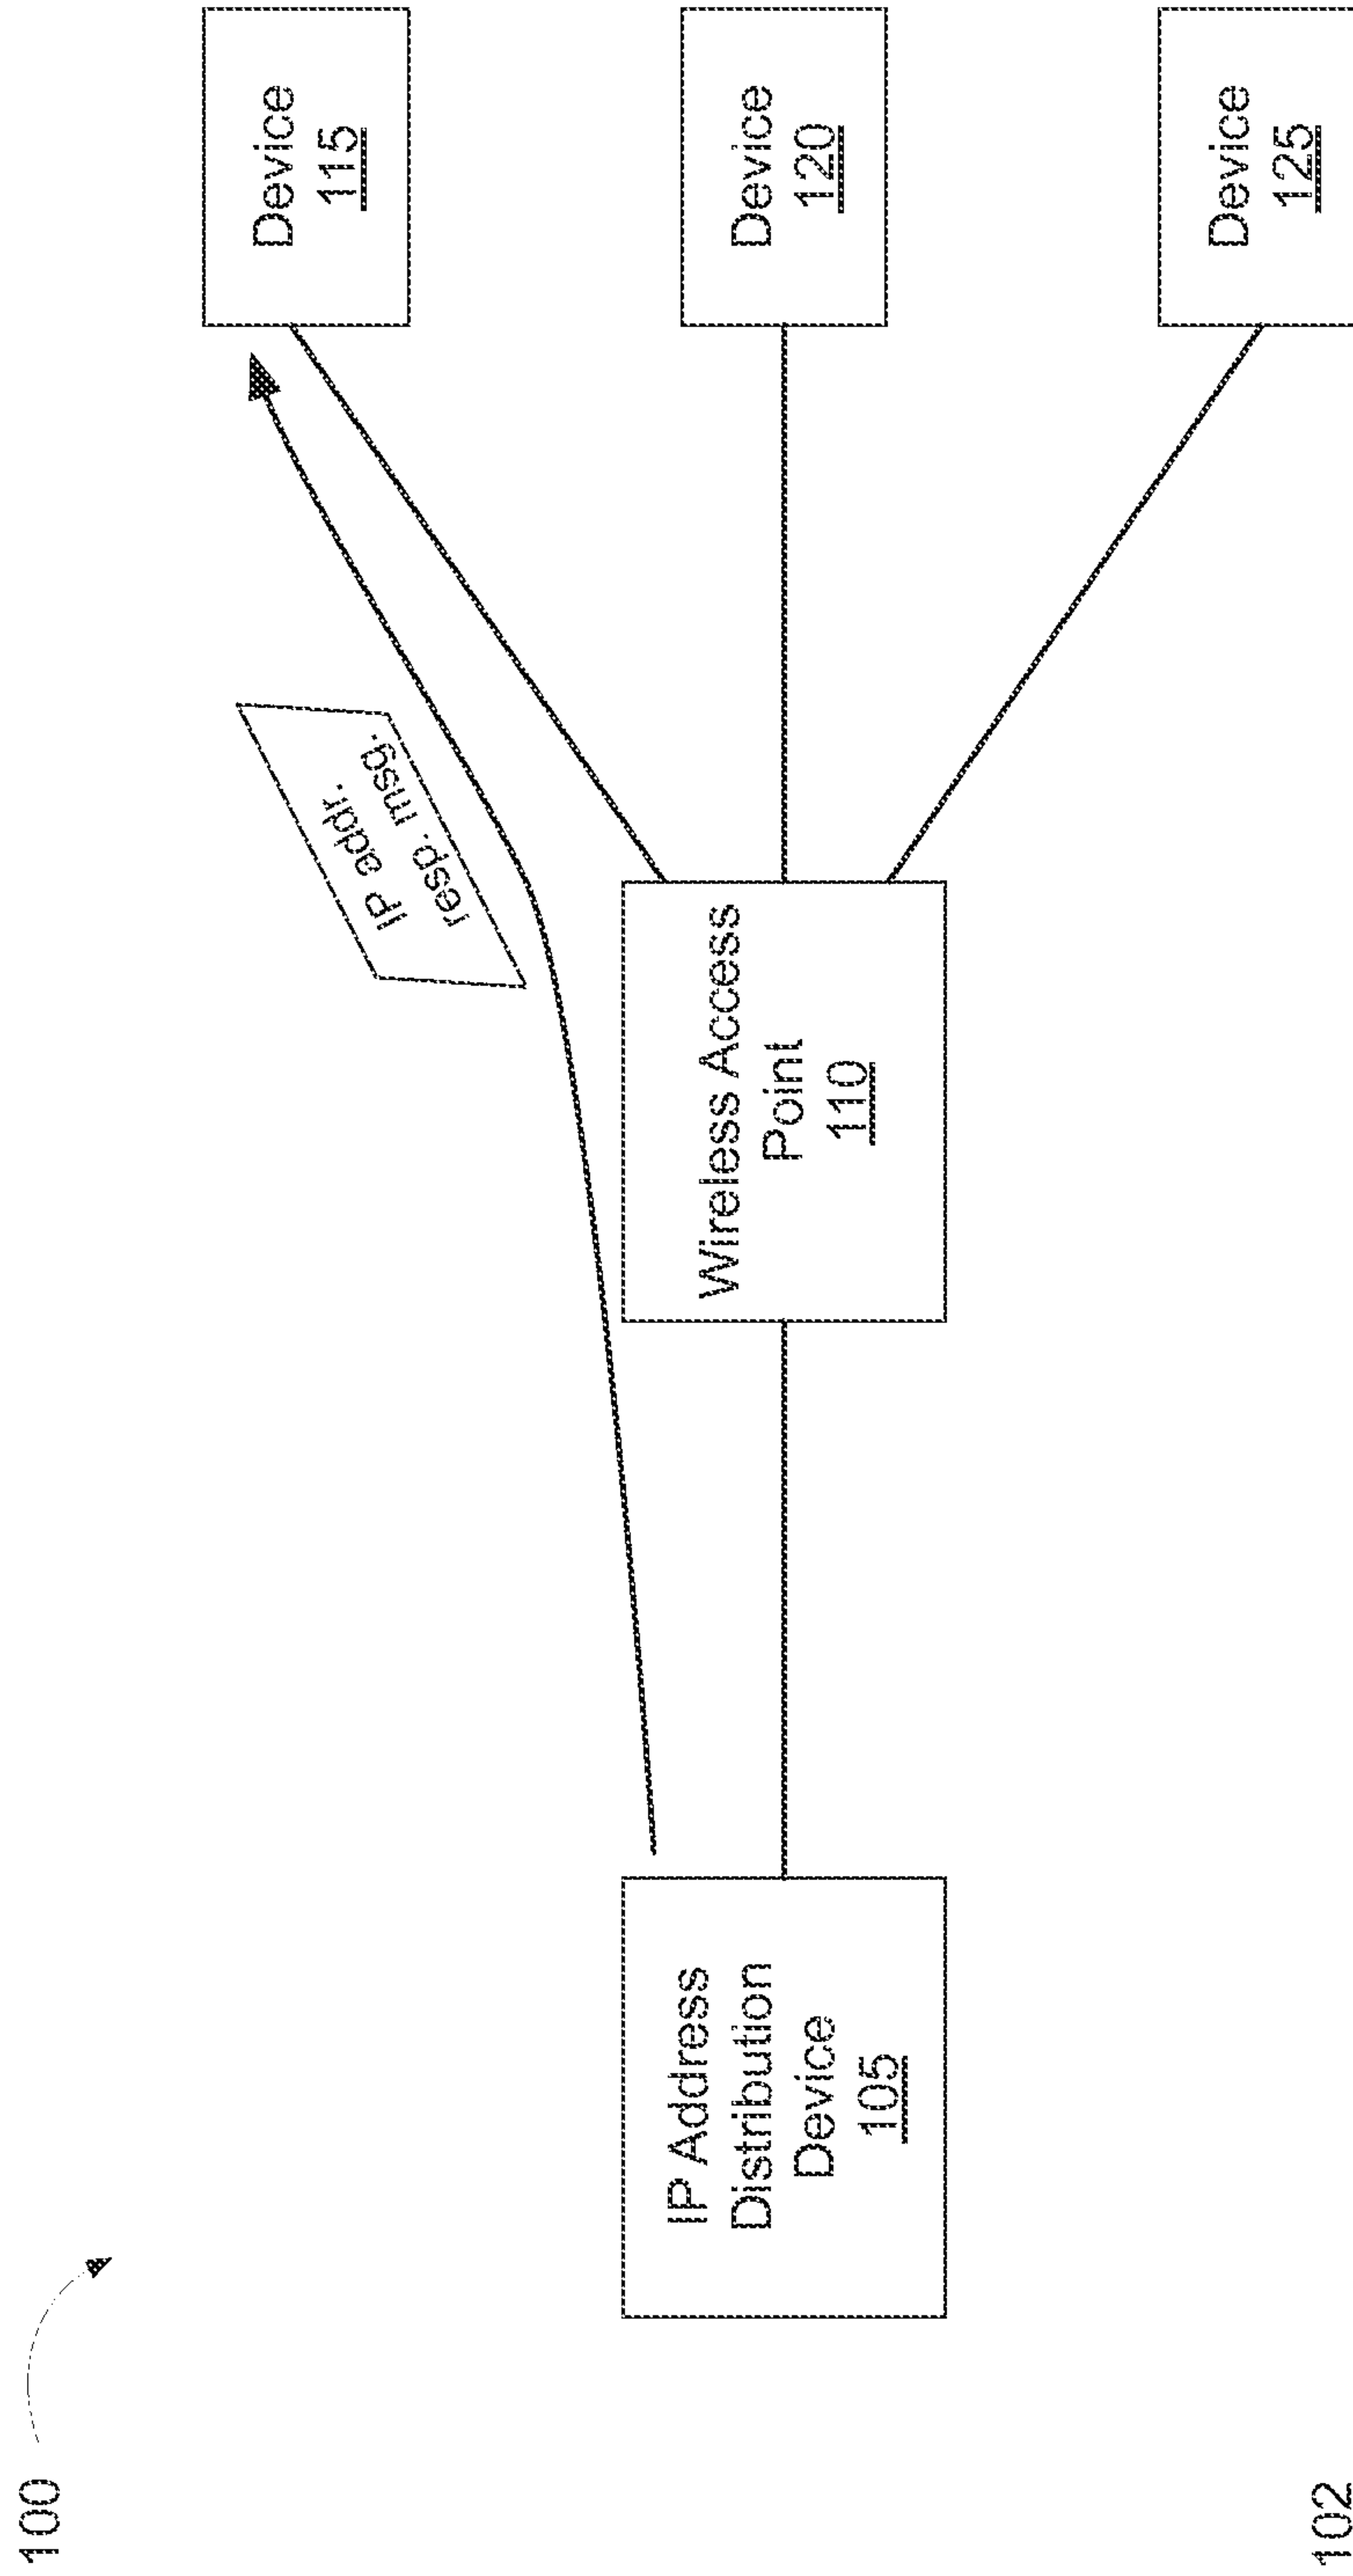 100
Device
115
IP addr.
resp. msg.
IP Address
Distribution
Device
105
Wireless Access
Point
110
Device
120
Device
125
102